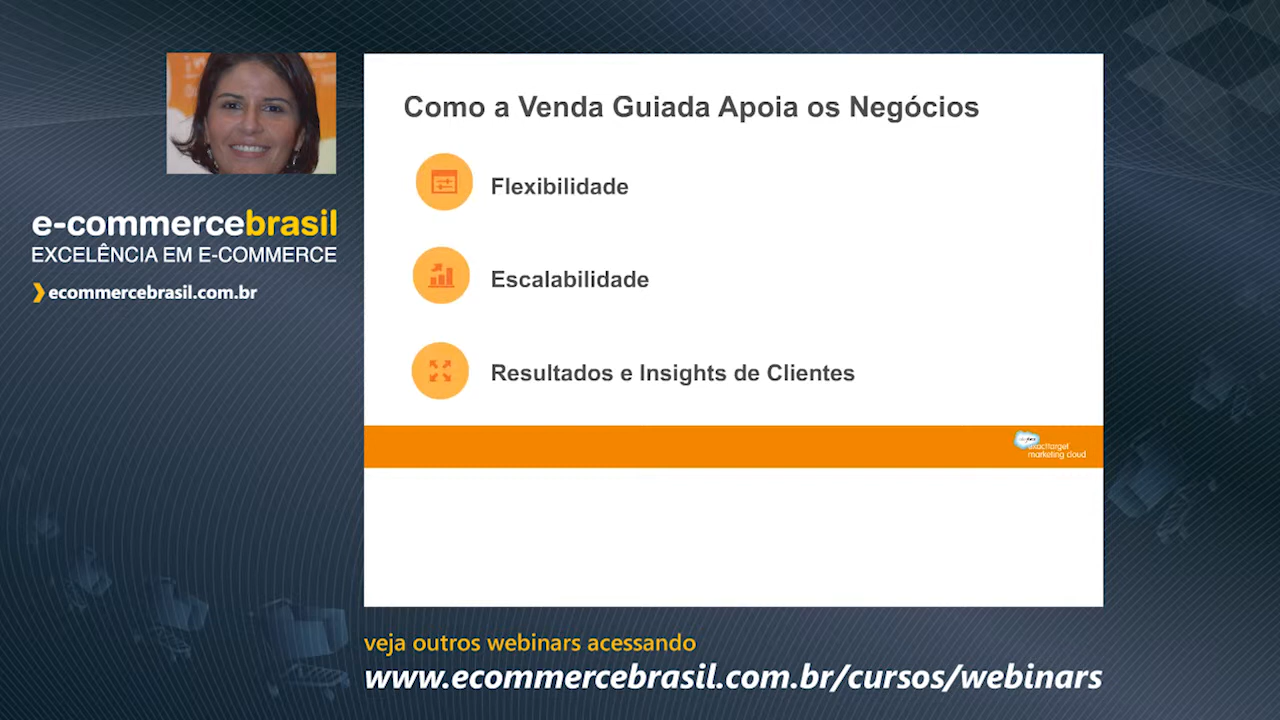 e-commercebrasil
EXCELÊNCIA EM E-COMMERCE
ecommercebrasil.com.br
Como a Venda Guiada Apoia os Negócios
Flexibilidade
Escalabilidade
Resultados e Insights de Clientes
exacttarget
marketing cloud
veja outros webinars acessando
www.ecommercebrasil.com.br/cursos/webinars